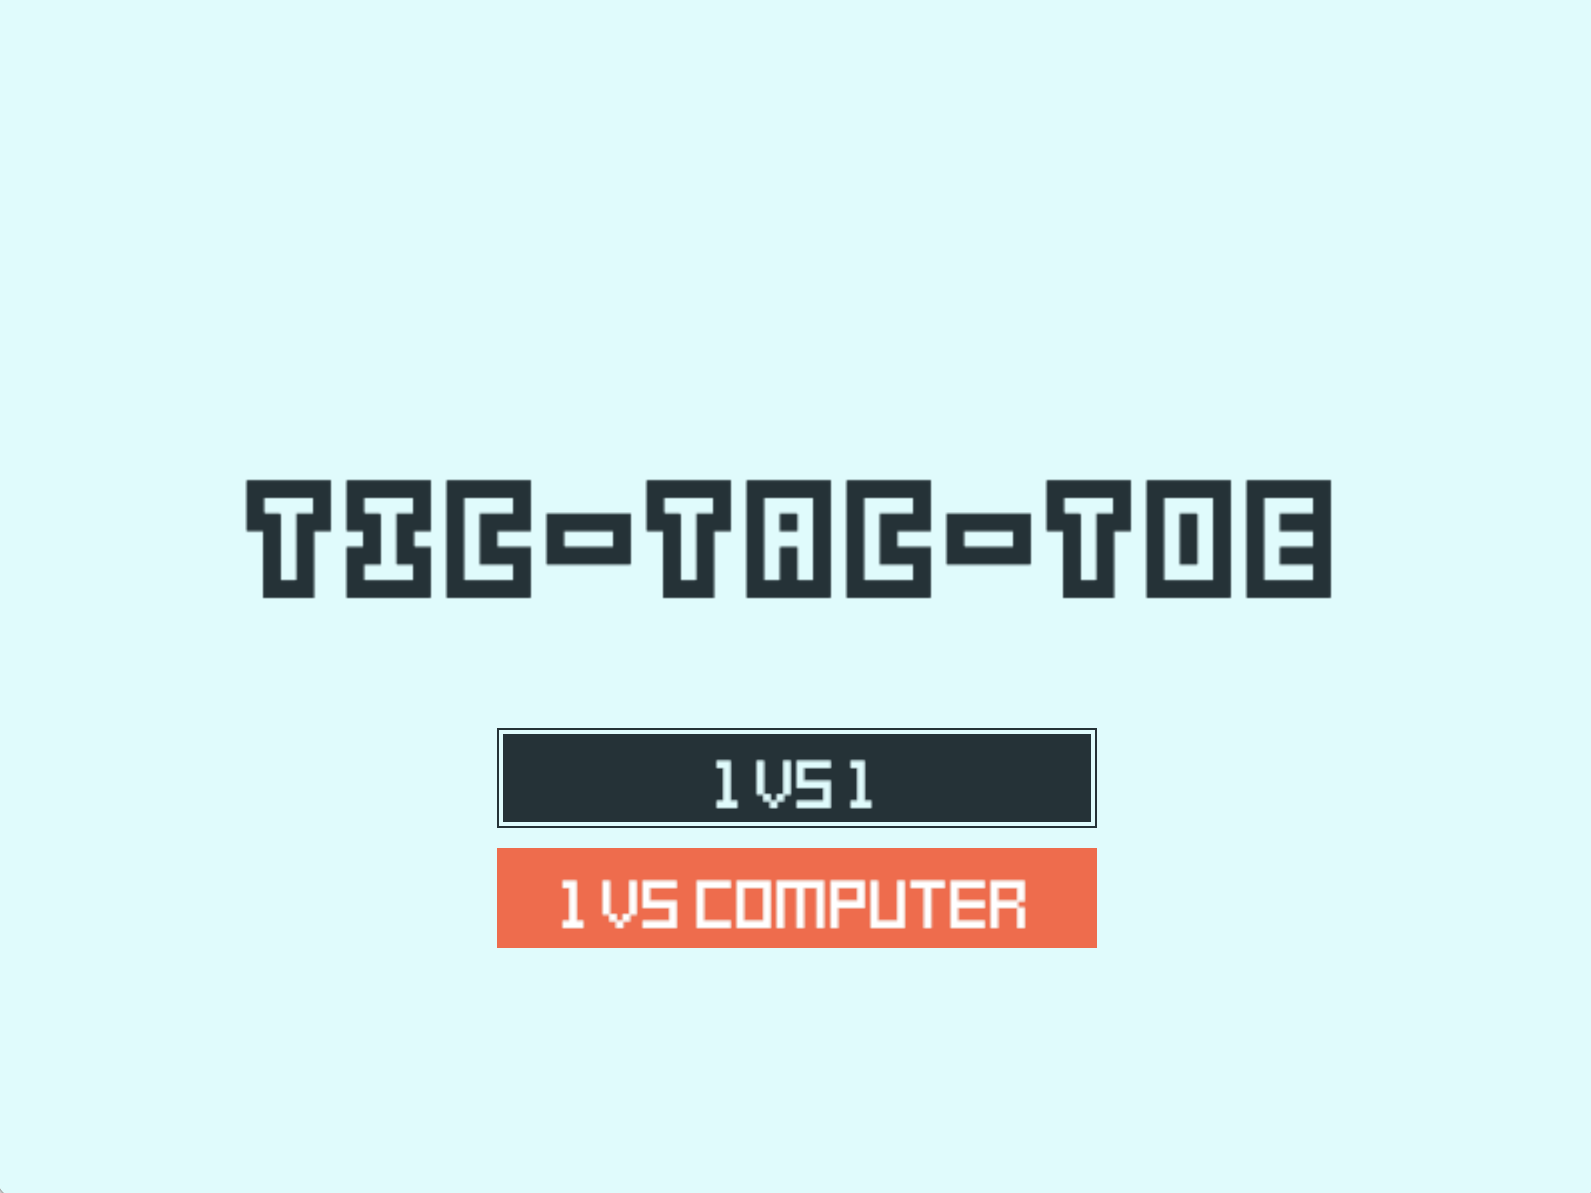 TIC-TAC-TOE
1 VS 1
1 VS COMPUTER